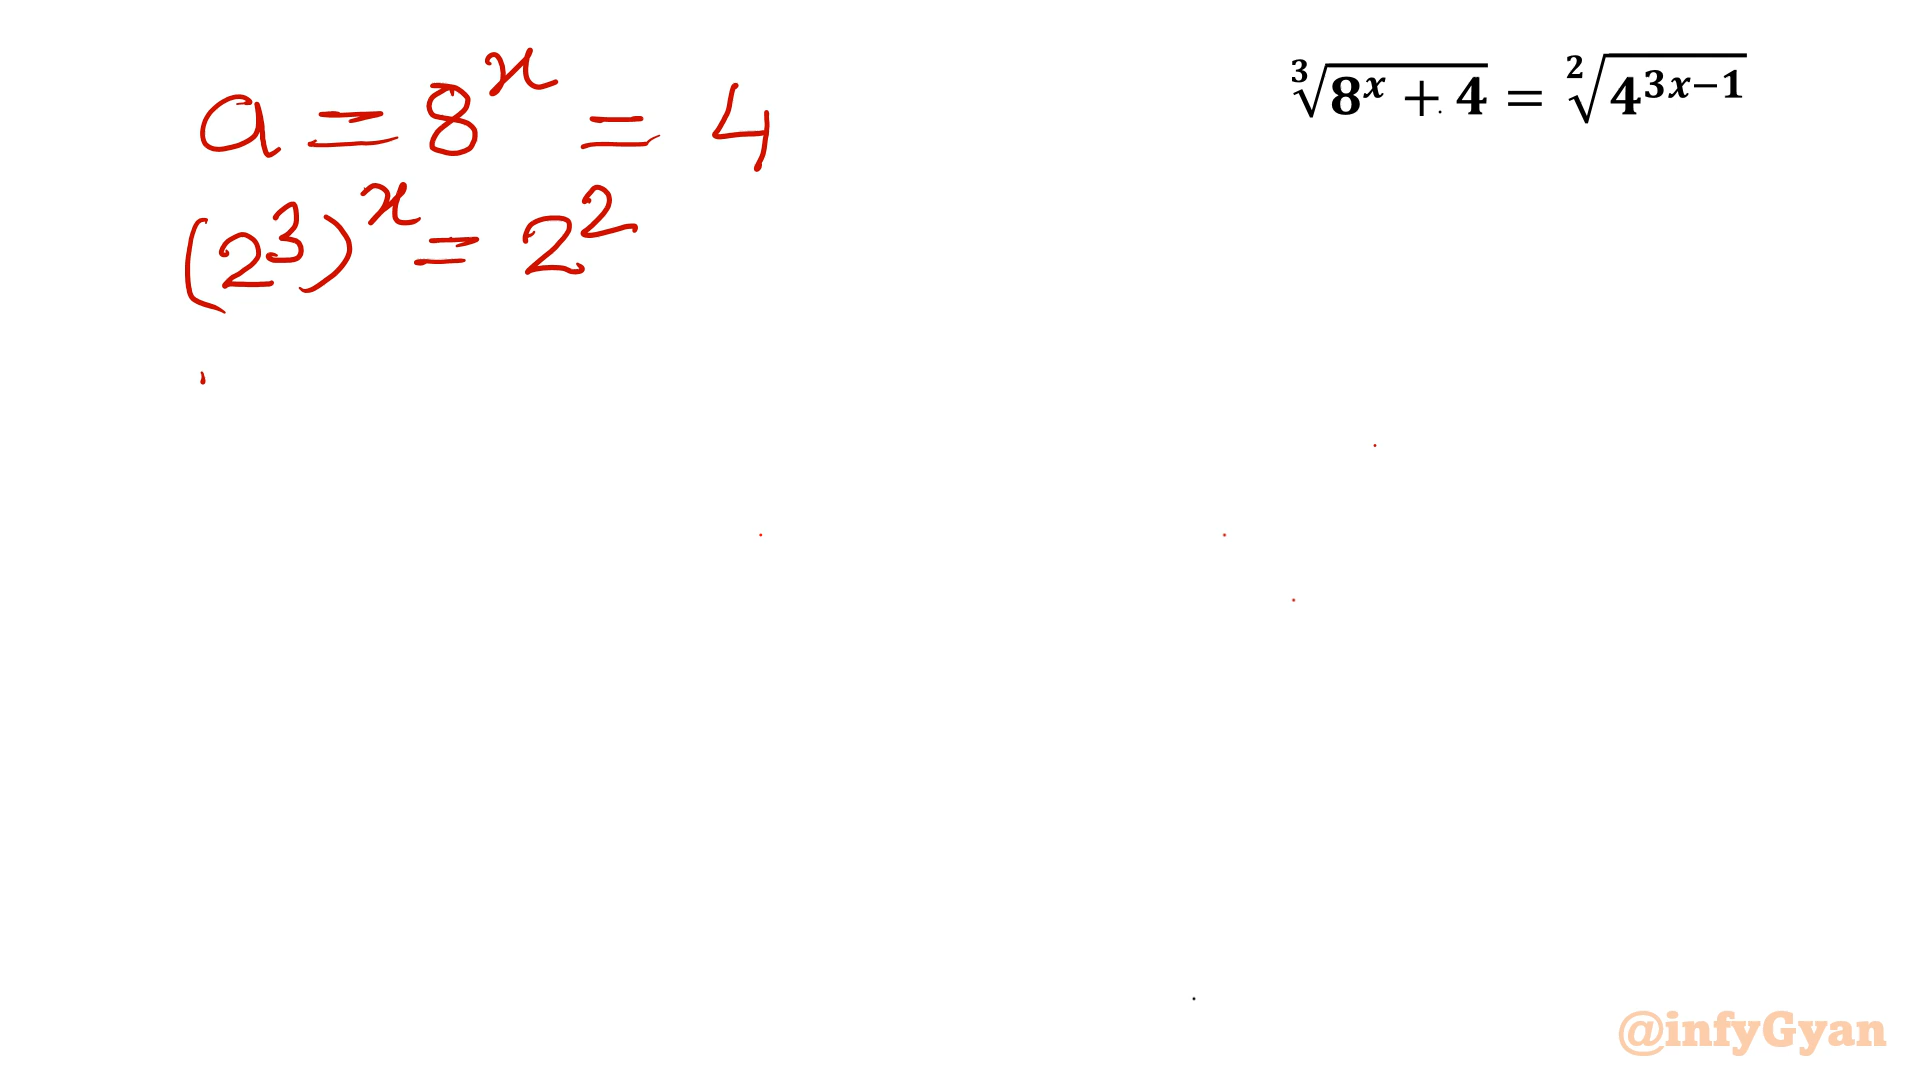 a = 8^x = 4
∛(8^x + 4) = ²√(4^(3x−1))
(2^3)^x = 2^2
@infyGyan